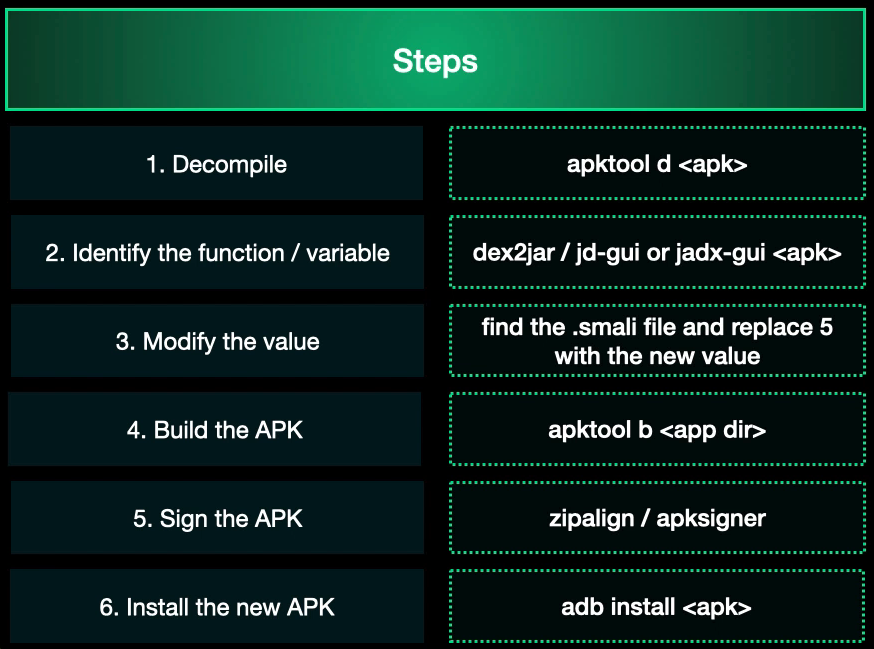 Steps
1. Decompile
apktool d <apk>
2. Identify the function / variable
dex2jar / jd-gui or jadx-gui <apk>
3. Modify the value
find the .smali file and replace 5
with the new value
4. Build the APK
apktool b <app dir>
5. Sign the APK
zipalign / apksigner
6. Install the new APK
adb install <apk>